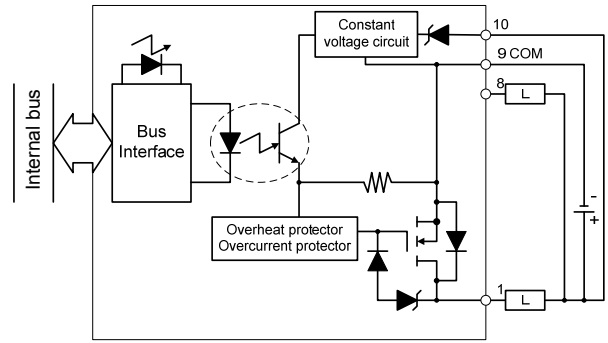 Constant
voltage circuit
10
9 COM
8
L
Internal bus
Bus
Interface
-
+
Overheat protector
Overcurrent protector
1
L